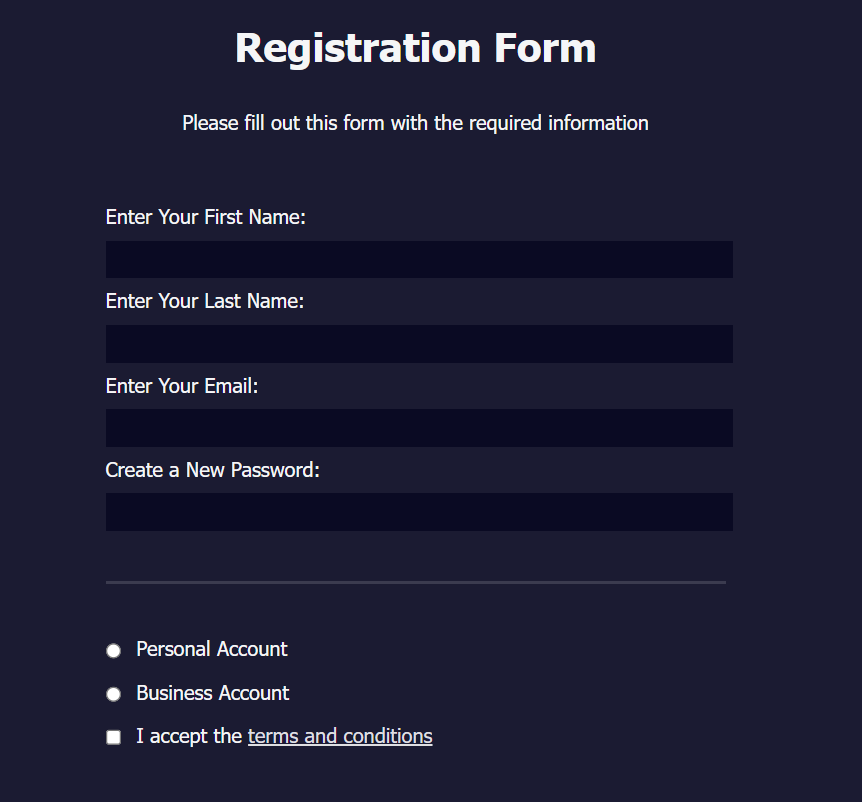 Registration Form
Please fill out this form with the required information
Enter Your First Name:
Enter Your Last Name:
Enter Your Email:
Create a New Password:
Personal Account
Business Account
I accept the terms and conditions